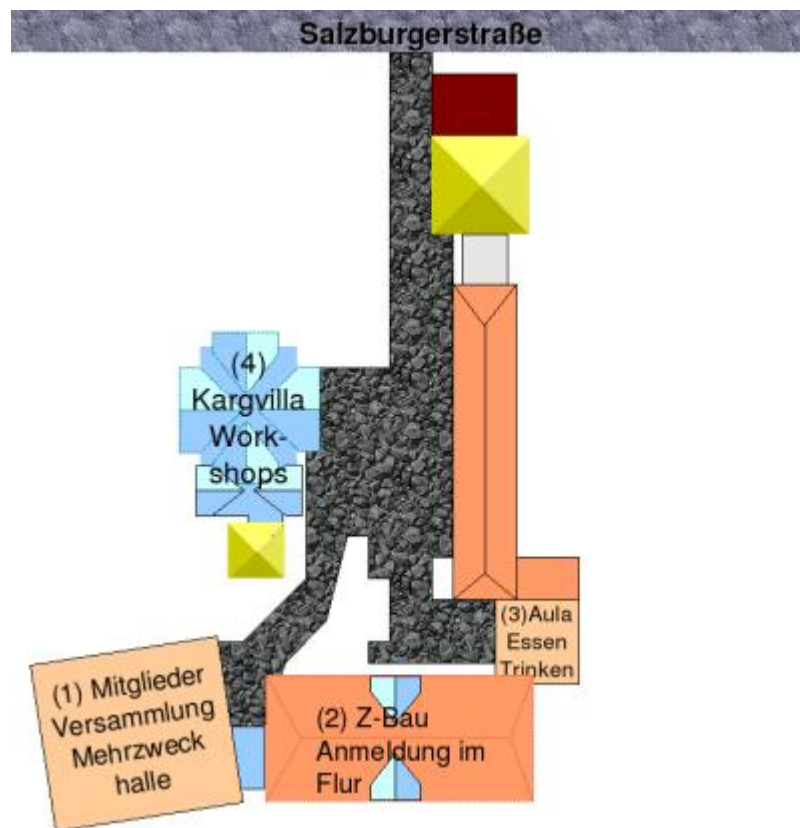 Salzburgerstraße
(4)
Kargvilla
Work-
shops
(3)Aula
Essen
Trinken
(1) Mitglieder
Versammlung
Mehrzweck
halle
(2) Z-Bau
Anmeldung im
Flur